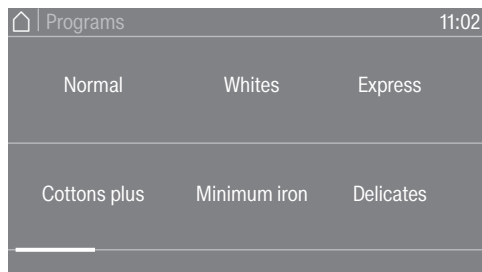 Programs 11:02
Normal Whites Express
Cottons plus Minimum iron Delicates